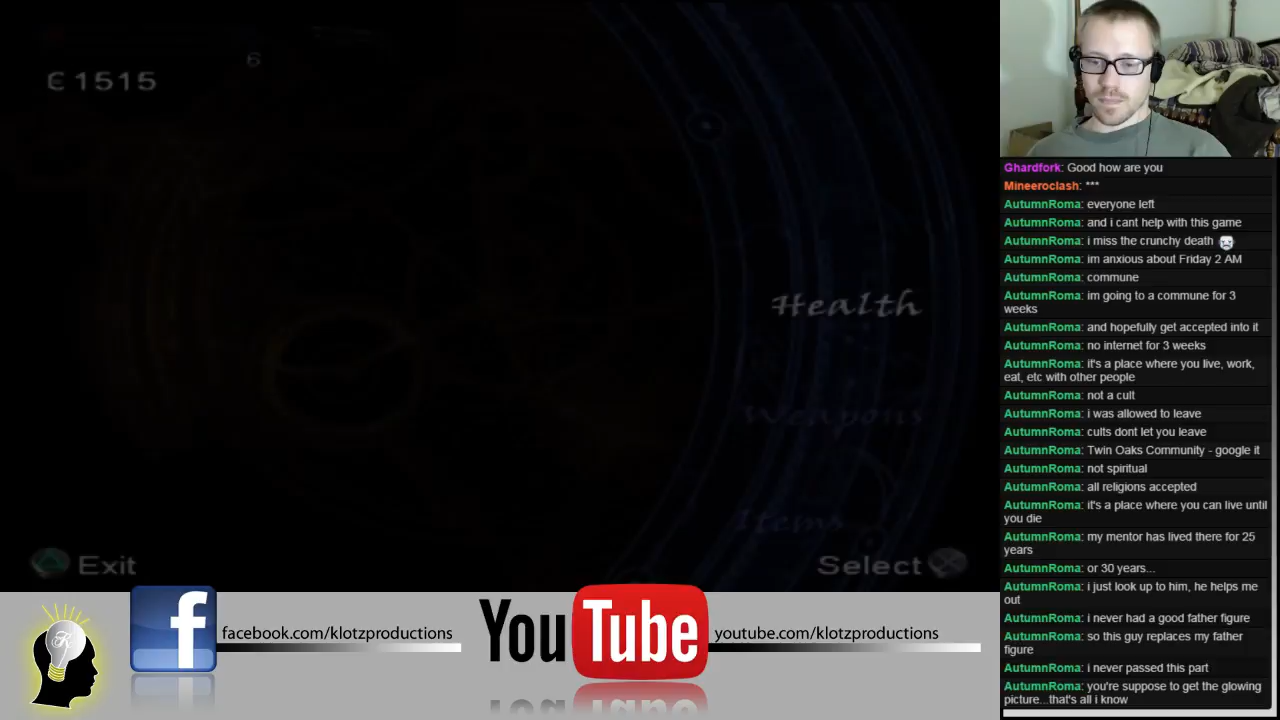 6
€ 1515
Health
Weapons
Items
Exit
Select
facebook.com/klotzproductions
You Tube
youtube.com/klotzproductions
Ghardfork: Good how are you
Mineeroclash: ***
AutumnRoma: everyone left
AutumnRoma: and i cant help with this game
AutumnRoma: i miss the crunchy death
AutumnRoma: im anxious about Friday 2 AM
AutumnRoma: commune
AutumnRoma: im going to a commune for 3
weeks
AutumnRoma: and hopefully get accepted into it
AutumnRoma: no internet for 3 weeks
AutumnRoma: it's a place where you live, work,
eat, etc with other people
AutumnRoma: not a cult
AutumnRoma: i was allowed to leave
AutumnRoma: cults dont let you leave
AutumnRoma: Twin Oaks Community - google it
AutumnRoma: not spiritual
AutumnRoma: all religions accepted
AutumnRoma: it's a place where you can live until
you die
AutumnRoma: my mentor has lived there for 25
years
AutumnRoma: or 30 years...
AutumnRoma: i just look up to him, he helps me
out
AutumnRoma: i never had a good father figure
AutumnRoma: so this guy replaces my father
figure
AutumnRoma: i never passed this part
AutumnRoma: you're suppose to get the glowing
picture...that's all i know